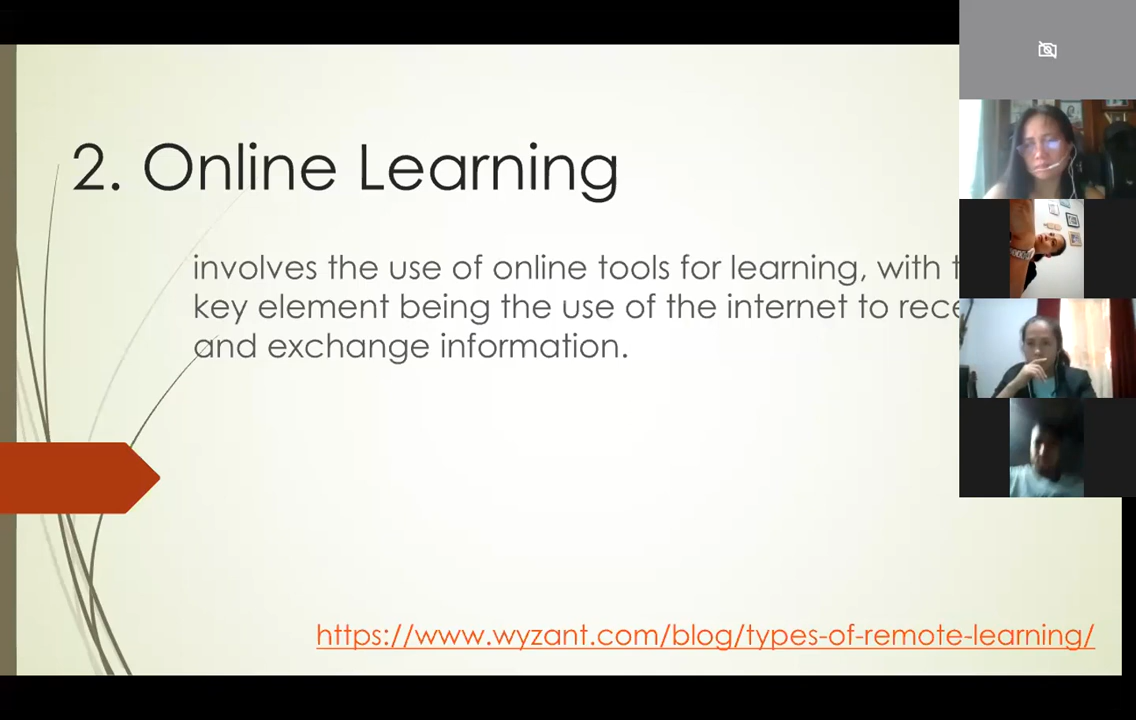 2. Online Learning
involves the use of online tools for learning, with
key element being the use of the internet to
and exchange information.
https://www.wyzant.com/blog/types-of-remote-learning/